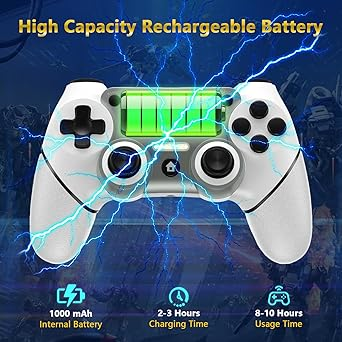 High Capacity Rechargeable Battery
1000 mAh
Internal Battery
2-3 Hours
Charging Time
8-10 Hours
Usage Time